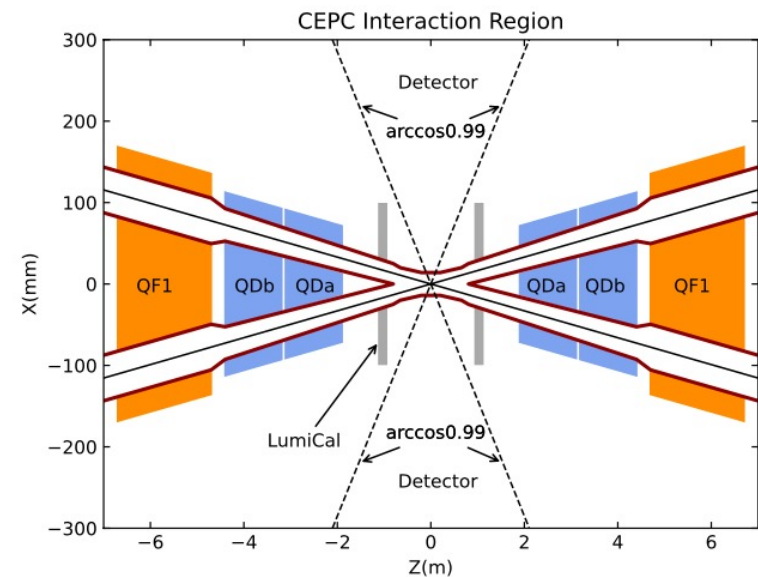 CEPC Interaction Region
300
200
100
0
−100
−200
−300
X(mm)
Detector
arccos0.99
QF1
QDb
QDa
QDa
QDb
QF1
LumiCal
arccos0.99
Detector
−6
−4
−2
0
2
4
6
Z(m)